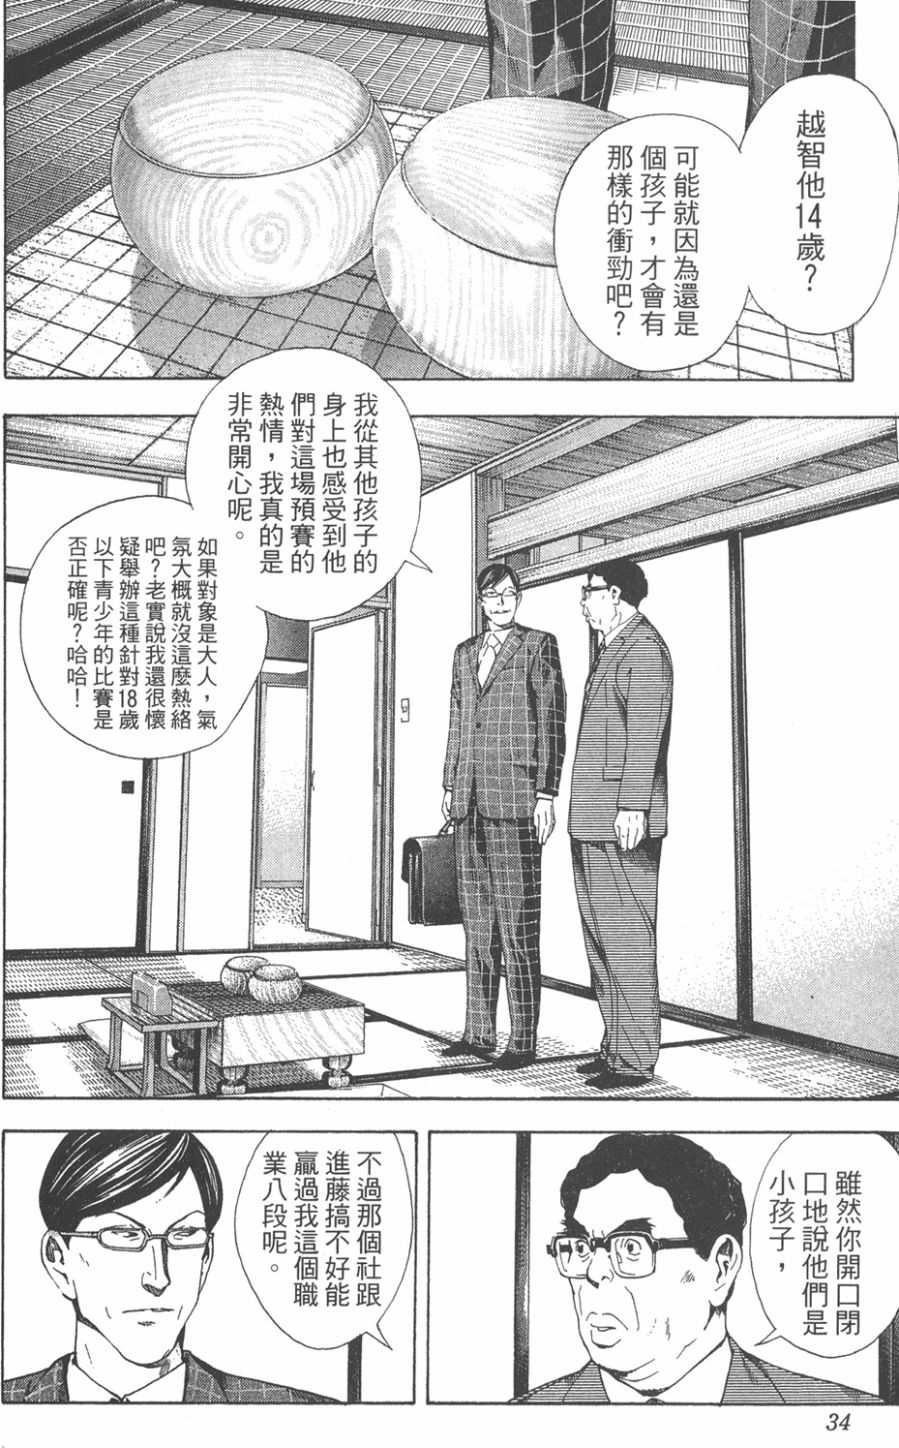 越智他14歲？
可能就因為還是
個孩子，才會有
那樣的衝勁吧？
我從其他孩子的
身上也感受到他
們對這場預賽的
熱情，我真的是
非常開心呢。
如果對象是大人，氣
氛大概就沒這麼熱絡
吧？老實說我還很懷
疑舉辦這種針對18歲
以下青少年的比賽是
否正確呢？哈哈！
雖然你開口閉
口地說他們是
小孩子，
不過那個社跟
進藤搞不好能
贏過我這個職
業八段呢。
34